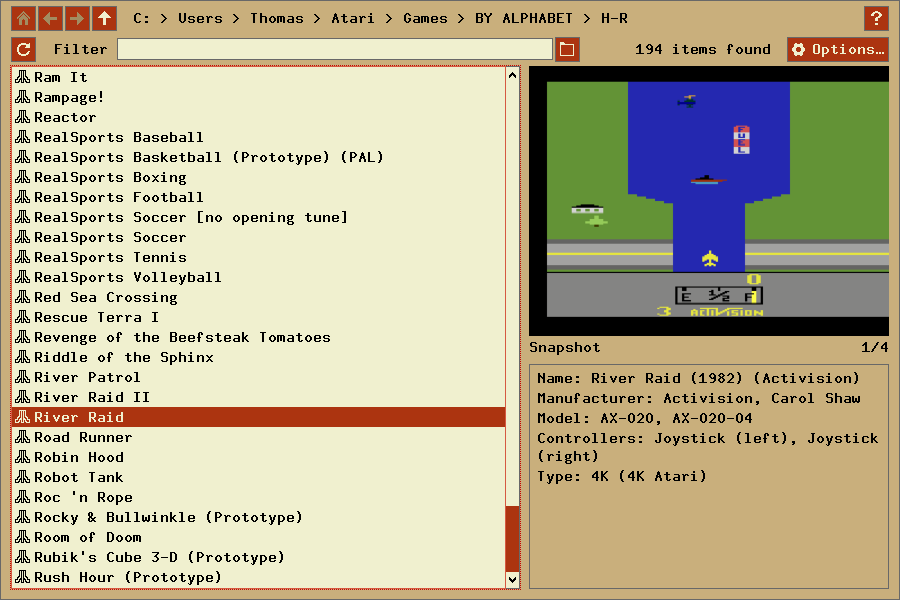 C: > Users > Thomas > Atari > Games > BY ALPHABET > H-R
?
Filter
194 items found
Options…
Ram It
Rampage!
Reactor
RealSports Baseball
RealSports Basketball (Prototype) (PAL)
RealSports Boxing
RealSports Football
RealSports Soccer [no opening tune]
RealSports Soccer
RealSports Tennis
RealSports Volleyball
Red Sea Crossing
Rescue Terra I
Revenge of the Beefsteak Tomatoes
Riddle of the Sphinx
River Patrol
River Raid II
River Raid
Road Runner
Robin Hood
Robot Tank
Roc 'n Rope
Rocky & Bullwinkle (Prototype)
Room of Doom
Rubik's Cube 3-D (Prototype)
Rush Hour (Prototype)
FUEL
0
E 1/2 F
3 ACTIVISION
Snapshot 1/4
Name: River Raid (1982) (Activision)
Manufacturer: Activision, Carol Shaw
Model: AX-020, AX-020-04
Controllers: Joystick (left), Joystick
(right)
Type: 4K (4K Atari)